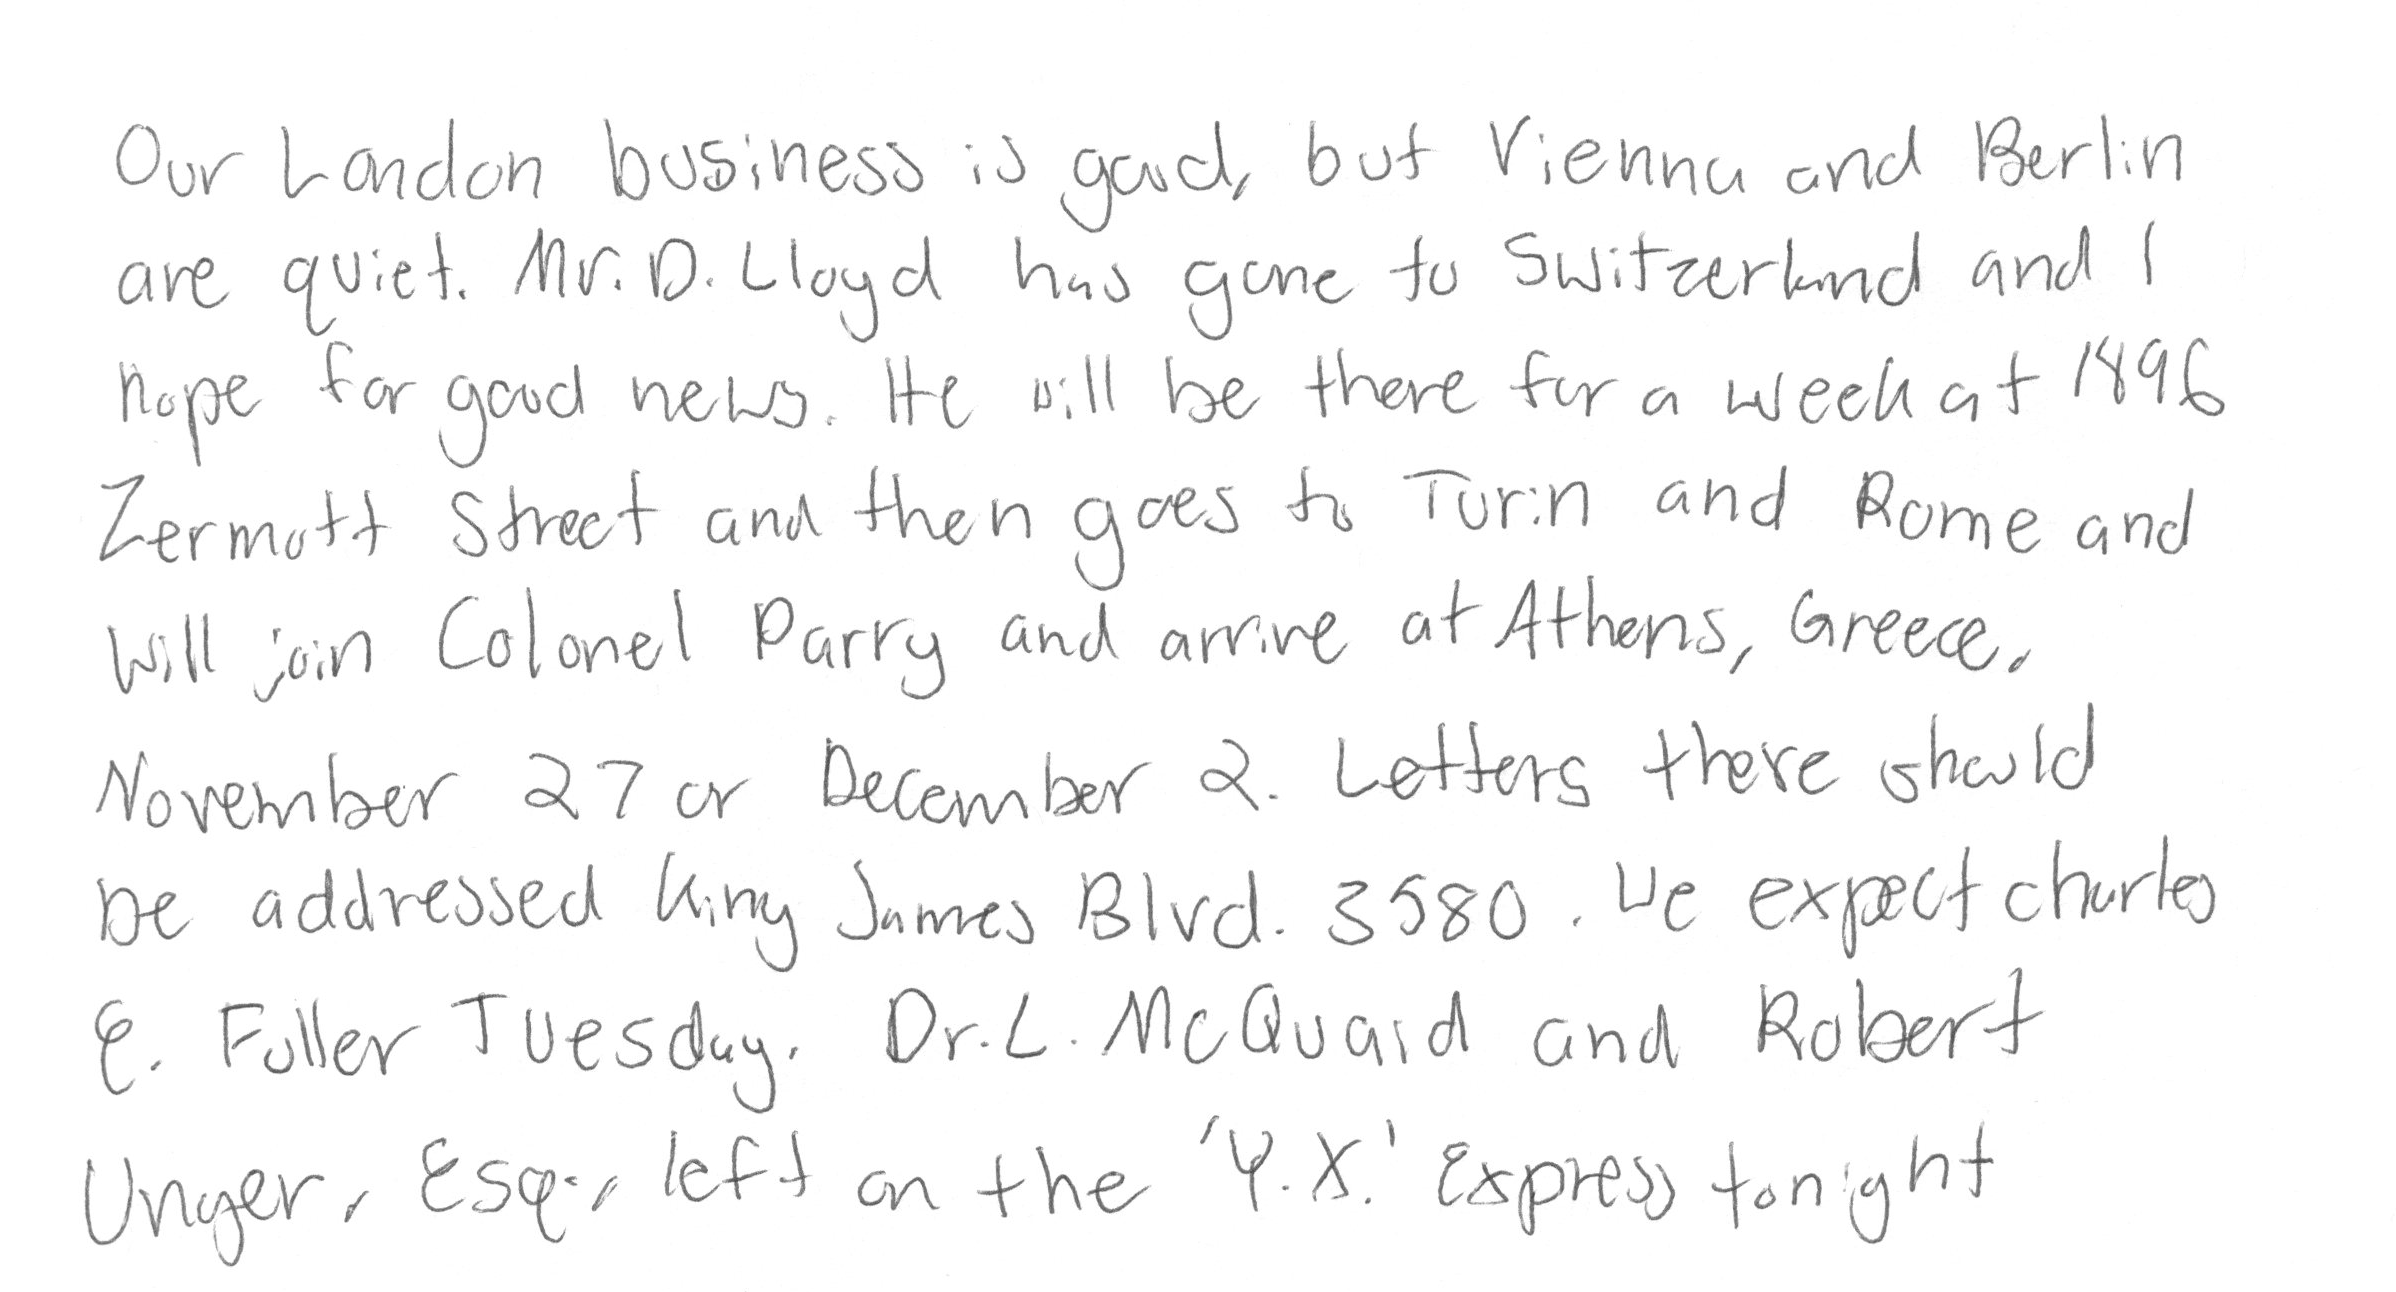 Our London business is good, but Vienna and Berlin
are quiet. Mr. D. Lloyd has gone to Switzerland and I
hope for good news. He will be there for a week at 1896
Zermott Street and then goes to Turin and Rome and
will join Colonel Parry and arrive at Athens, Greece,
November 27 or December 2. Letters there should
be addressed King James Blvd. 3580. We expect Charles
E. Fuller Tuesday. Dr. L. McQuaid and Robert
Unger, Esq., left on the 'Y.X.' Express tonight